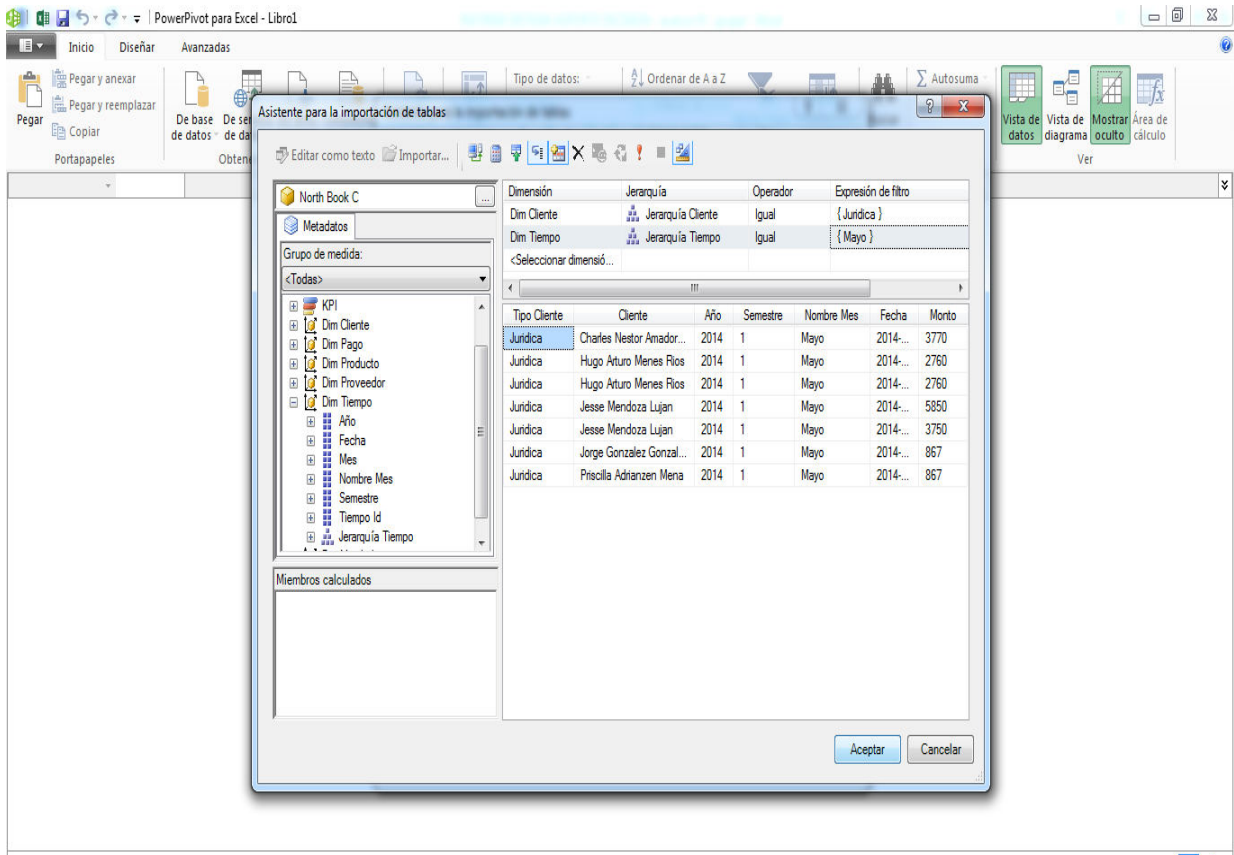 PowerPivot para Excel - Libro1
Inicio Diseñar Avanzadas
Pegar
Pegar y anexar
Pegar y reemplazar
Copiar
Portapapeles
De base de datos
Tipo de datos:
Ordenar de A a Z
Autosuma
Vista de datos
Vista de diagrama
Mostrar oculto
Área de cálculo
Ver
Asistente para la importación de tablas
Editar como texto Importar...
North Book C ...
Metadatos
Grupo de medida:
<Todas>
KPI
Dim Cliente
Dim Pago
Dim Producto
Dim Proveedor
Dim Tiempo
Año
Fecha
Mes
Nombre Mes
Semestre
Tiempo Id
Jerarquía Tiempo
Miembros calculados
Dimensión Jerarquía Operador Expresión de filtro
Dim Cliente Jerarquía Cliente Igual { Juridica }
Dim Tiempo Jerarquía Tiempo Igual { Mayo }
<Seleccionar dimensió...
Tipo Cliente Cliente Año Semestre Nombre Mes Fecha Monto
Juridica Charles Nestor Amador... 2014 1 Mayo 2014-... 3770
Juridica Hugo Arturo Menes Rios 2014 1 Mayo 2014-... 2760
Juridica Hugo Arturo Menes Rios 2014 1 Mayo 2014-... 2760
Juridica Jesse Mendoza Lujan 2014 1 Mayo 2014-... 5850
Juridica Jesse Mendoza Lujan 2014 1 Mayo 2014-... 3750
Juridica Jorge Gonzalez Gonzal... 2014 1 Mayo 2014-... 867
Juridica Priscilla Adrianzen Mena 2014 1 Mayo 2014-... 867
Aceptar Cancelar